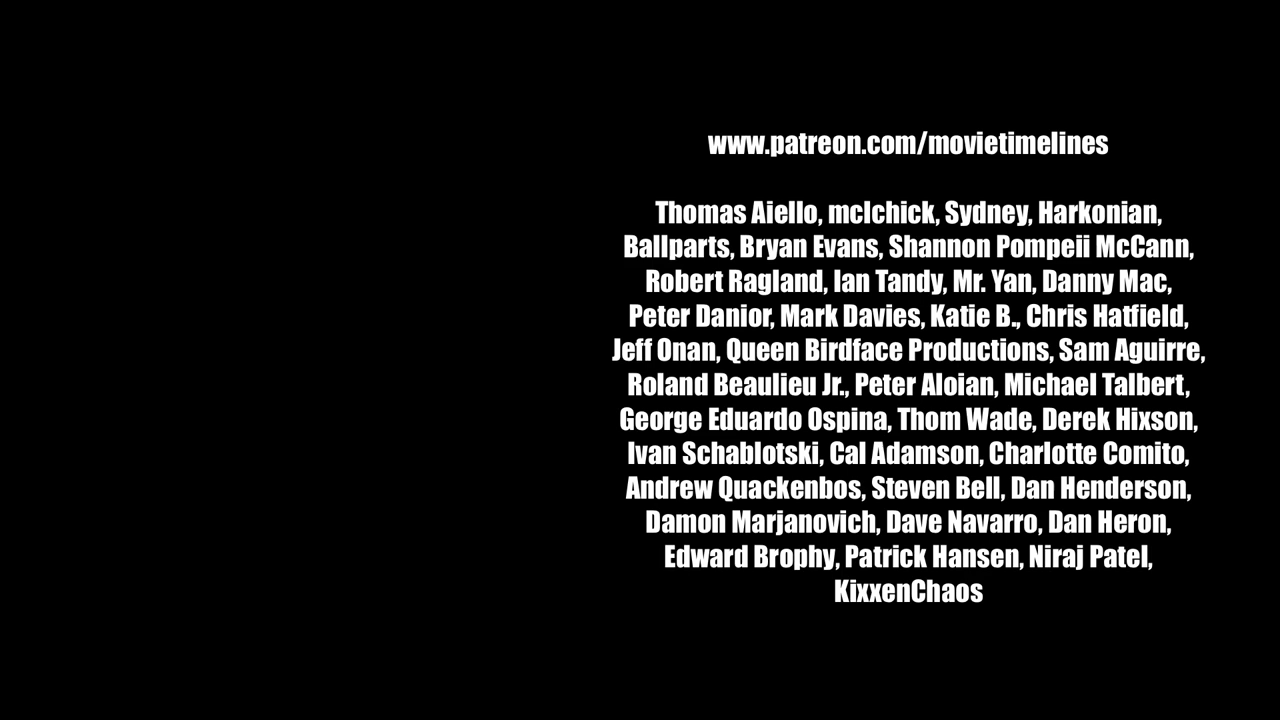 www.patreon.com/movietimelines
Thomas Aiello, mclchick, Sydney, Harkonian,
Ballparts, Bryan Evans, Shannon Pompeii McCann,
Robert Ragland, Ian Tandy, Mr. Yan, Danny Mac,
Peter Danior, Mark Davies, Katie B., Chris Hatfield,
Jeff Onan, Queen Birdface Productions, Sam Aguirre,
Roland Beaulieu Jr., Peter Aloian, Michael Talbert,
George Eduardo Ospina, Thom Wade, Derek Hixson,
Ivan Schablotski, Cal Adamson, Charlotte Comito,
Andrew Quackenbos, Steven Bell, Dan Henderson,
Damon Marjanovich, Dave Navarro, Dan Heron,
Edward Brophy, Patrick Hansen, Niraj Patel,
KixxenChaos